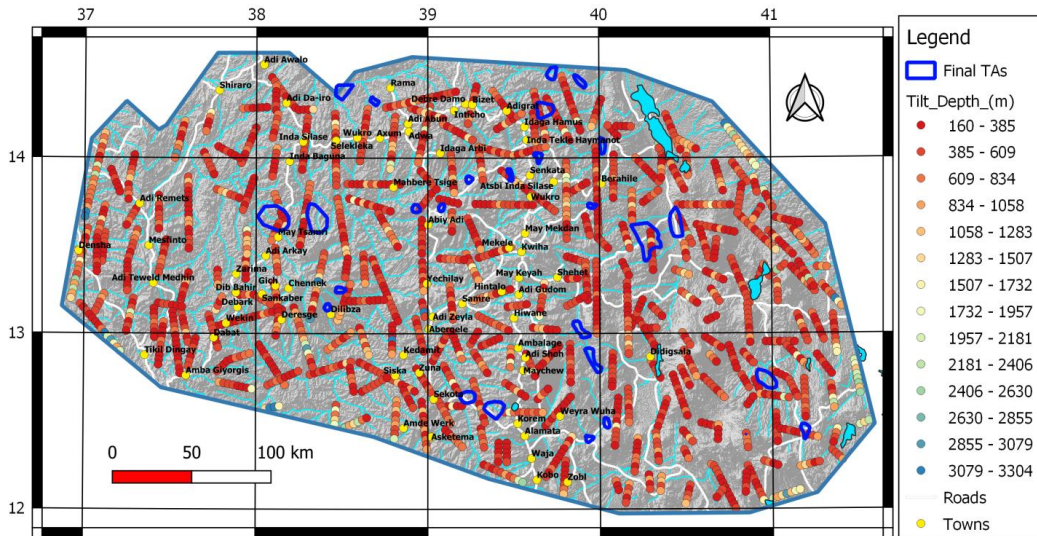 37 38 39 40 41
Adi Awalo
Shiraro
Rama
Adi Da-iro
Debre Damo Bizet
Inticho
Adigrat
Adi Abun
Idaga Hamus
Inda Silase
Wukro Axum
Adwa
Selekleka
Inda Tekle Haymanot
14
Inda Baguna
Idaga Arbi
Senkata
Mahbere Tsige
Atsbi Inda Silase
Berahile
Adi Remets
Wukro
Abiy Adi
May Tsamri
May Mekdan
Densha
Meslinto
Mekele
Kwiha
Adi Arkay
Adi Teweld Medhin
Zarima
Yechilay
May Keyah
Shehet
Dib Bahir
Gich
Chennek
Hintalo
Adi Gudom
Debark
Sankaber
Samre
Wekin
Deresge
Dilibza
Adi Zeyla
Hiwane
13
Dabat
Abergele
Tikil Dingay
Kedamit
Ambalage
Adi Shoh
Didigsala
Amba Giyorgis
Siska
Zuna
Maychew
Sekota
Weyra Wuha
Amde Werk
Korem
Asketema
Alamata
Waja
Kobo
Zobl
0 50 100 km
12
Legend
Final TAs
Tilt_Depth_(m)
160 - 385
385 - 609
609 - 834
834 - 1058
1058 - 1283
1283 - 1507
1507 - 1732
1732 - 1957
1957 - 2181
2181 - 2406
2406 - 2630
2630 - 2855
2855 - 3079
3079 - 3304
Roads
Towns